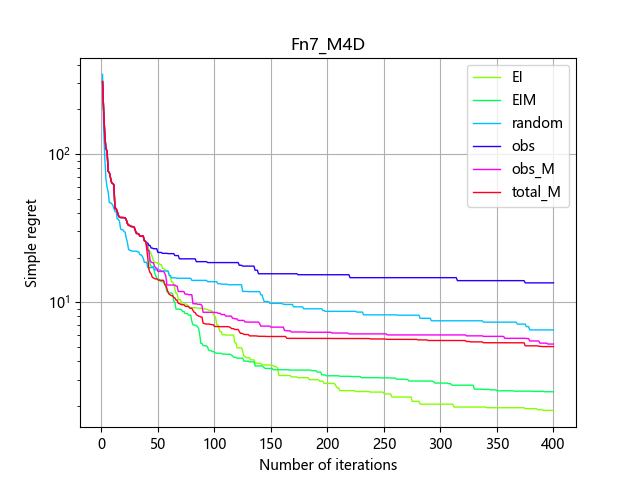 Fn7_M4D
Simple regret
10²
10¹
EI
EIM
random
obs
obs_M
total_M
0 50 100 150 200 250 300 350 400
Number of iterations